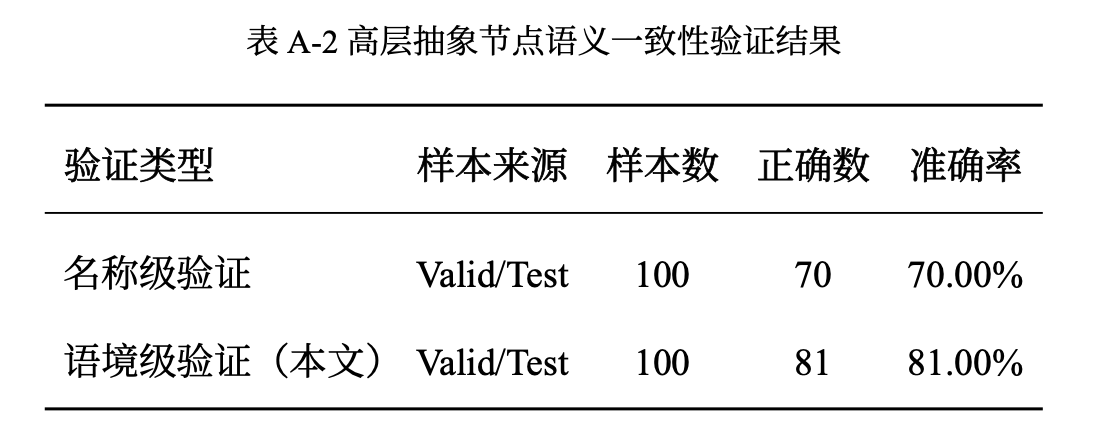 表 A-2 高层抽象节点语义一致性验证结果
验证类型 样本来源 样本数 正确数 准确率
名称级验证 Valid/Test 100 70 70.00%
语境级验证（本文） Valid/Test 100 81 81.00%